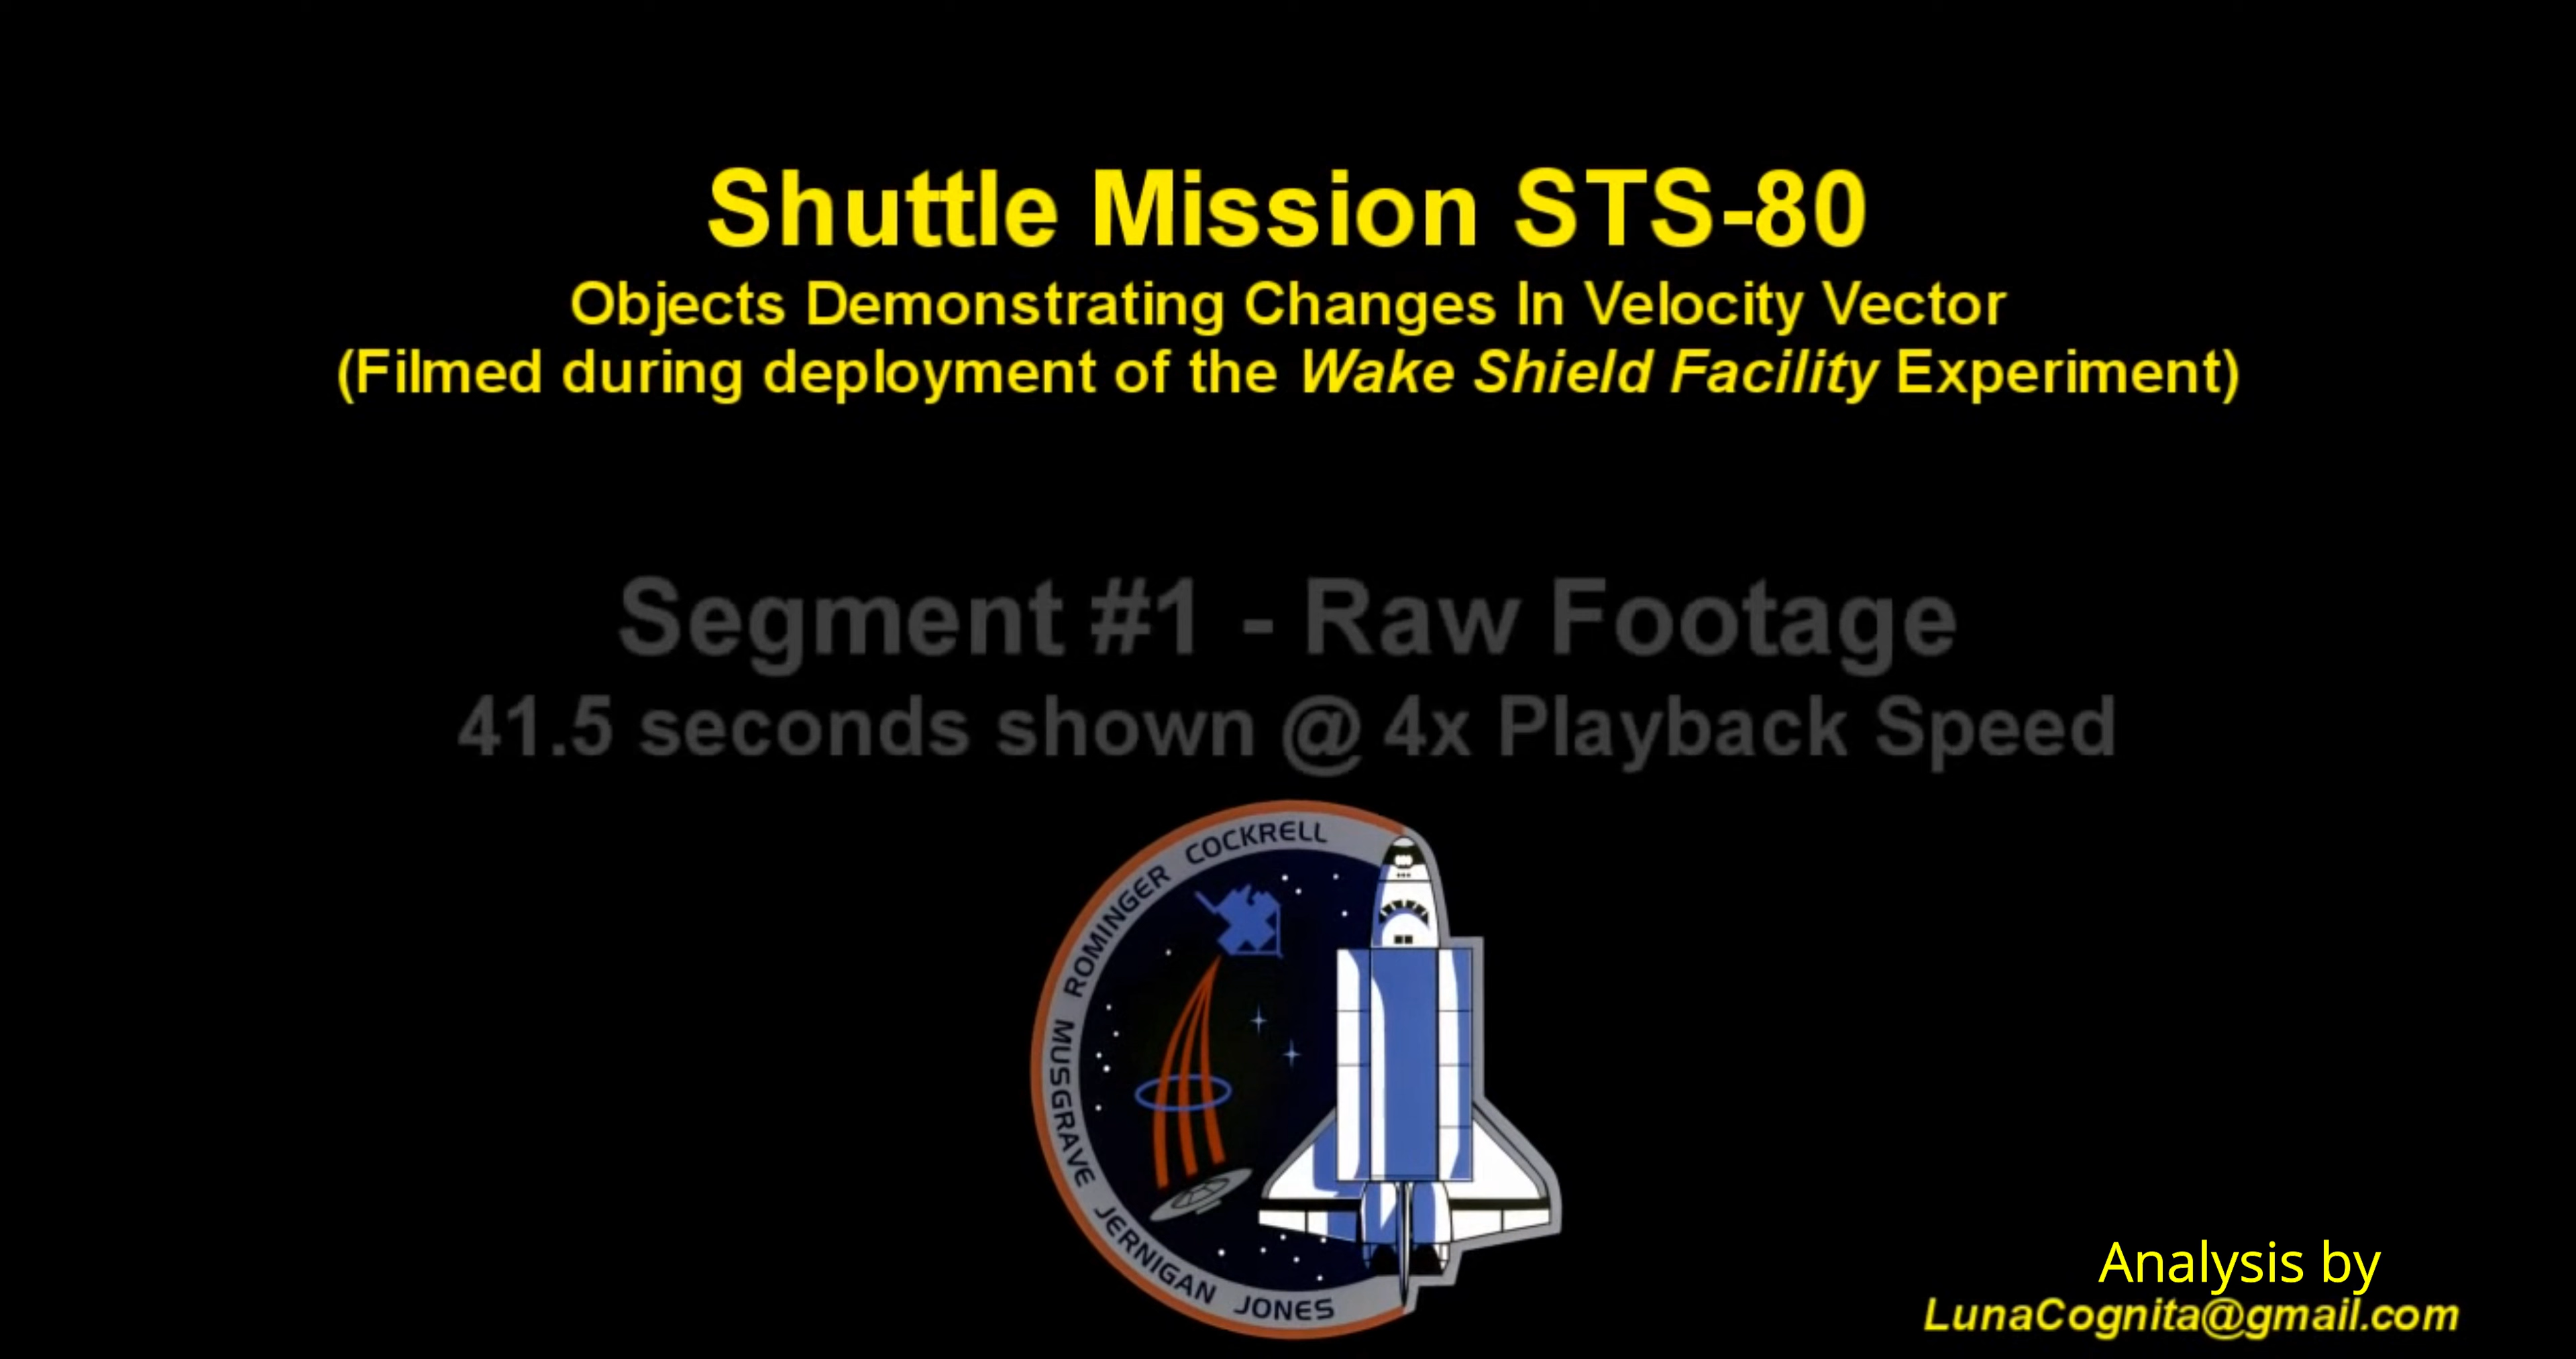 Shuttle Mission STS-80
Objects Demonstrating Changes In Velocity Vector
(Filmed during deployment of the Wake Shield Facility Experiment)
Segment #1 - Raw Footage
41.5 seconds shown @ 4x Playback Speed
COCKRELL
ROMINGER
MUSGRAVE
JERNIGAN
JONES
Analysis by
LunaCognita@gmail.com